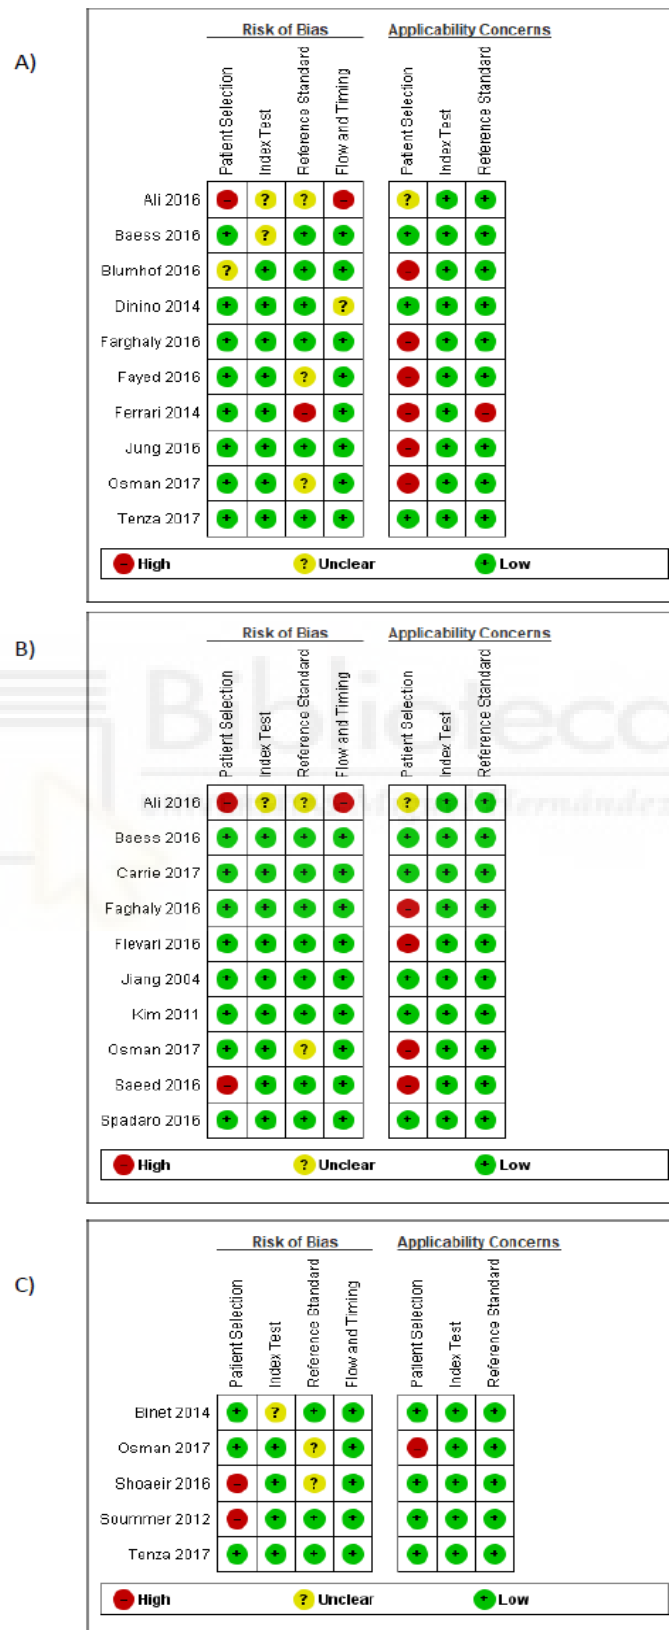 A)
Risk of Bias Applicability Concerns
Patient Selection Index Test Reference Standard Flow and Timing Patient Selection Index Test Reference Standard
Ali 2016 – ? ? – ? + +
Baess 2016 + ? + + + + +
Blumhof 2016 ? + + + – + +
Dinino 2014 + + + ? + + +
Farghaly 2016 + + + + – + +
Fayed 2016 + + ? + – + +
Ferrari 2014 + + – + – + –
Jung 2016 + + + + – + +
Osman 2017 + + ? + – + +
Tenza 2017 + + + + + + +
– High ? Unclear + Low
B)
Risk of Bias Applicability Concerns
Patient Selection Index Test Reference Standard Flow and Timing Patient Selection Index Test Reference Standard
Biblioteca
Ali 2016 – ? ? – ? + +
Hernández
Baess 2016 + + + + + + +
Carrie 2017 + + + + + + +
Faghaly 2016 + + + + – + +
Flevari 2016 + + + + – + +
Jiang 2004 + + + + + + +
Kim 2011 + + + + + + +
Osman 2017 + + ? + – + +
Saeed 2016 – + + + – + +
Spadaro 2016 + + + + + + +
– High ? Unclear + Low
C)
Risk of Bias Applicability Concerns
Patient Selection Index Test Reference Standard Flow and Timing Patient Selection Index Test Reference Standard
Binet 2014 + ? + + + + +
Osman 2017 + + ? + – + +
Shoaeir 2016 – + ? + + + +
Soummer 2012 – + + + + + +
Tenza 2017 + + + + + + +
– High ? Unclear + Low